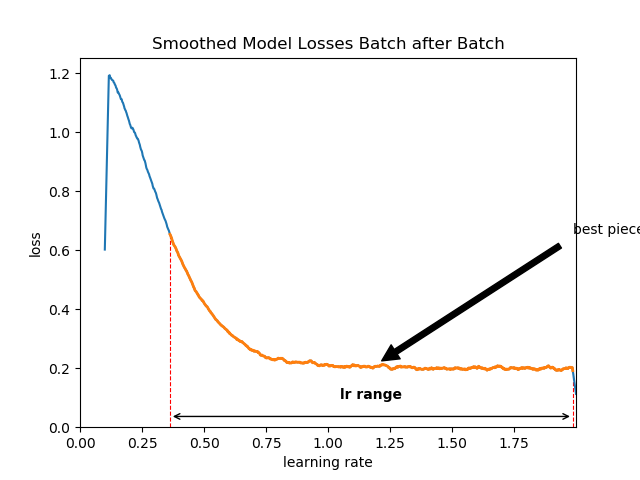 Smoothed Model Losses Batch after Batch
1.2
1.0
0.8
0.6
0.4
0.2
0.0
loss
best piece
lr range
0.00 0.25 0.50 0.75 1.00 1.25 1.50 1.75
learning rate